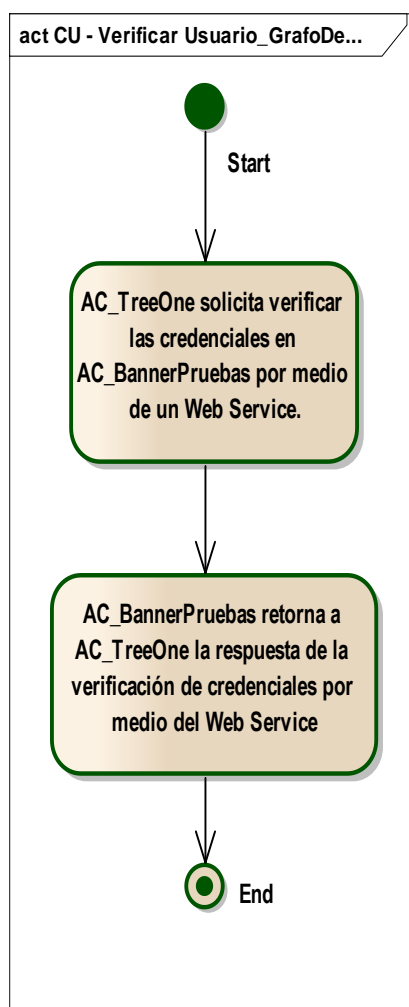 act CU - Verificar Usuario_GrafoDe...
Start
AC_TreeOne solicita verificar
las credenciales en
AC_BannerPruebas por medio
de un Web Service.
AC_BannerPruebas retorna a
AC_TreeOne la respuesta de la
verificación de credenciales por
medio del Web Service
End